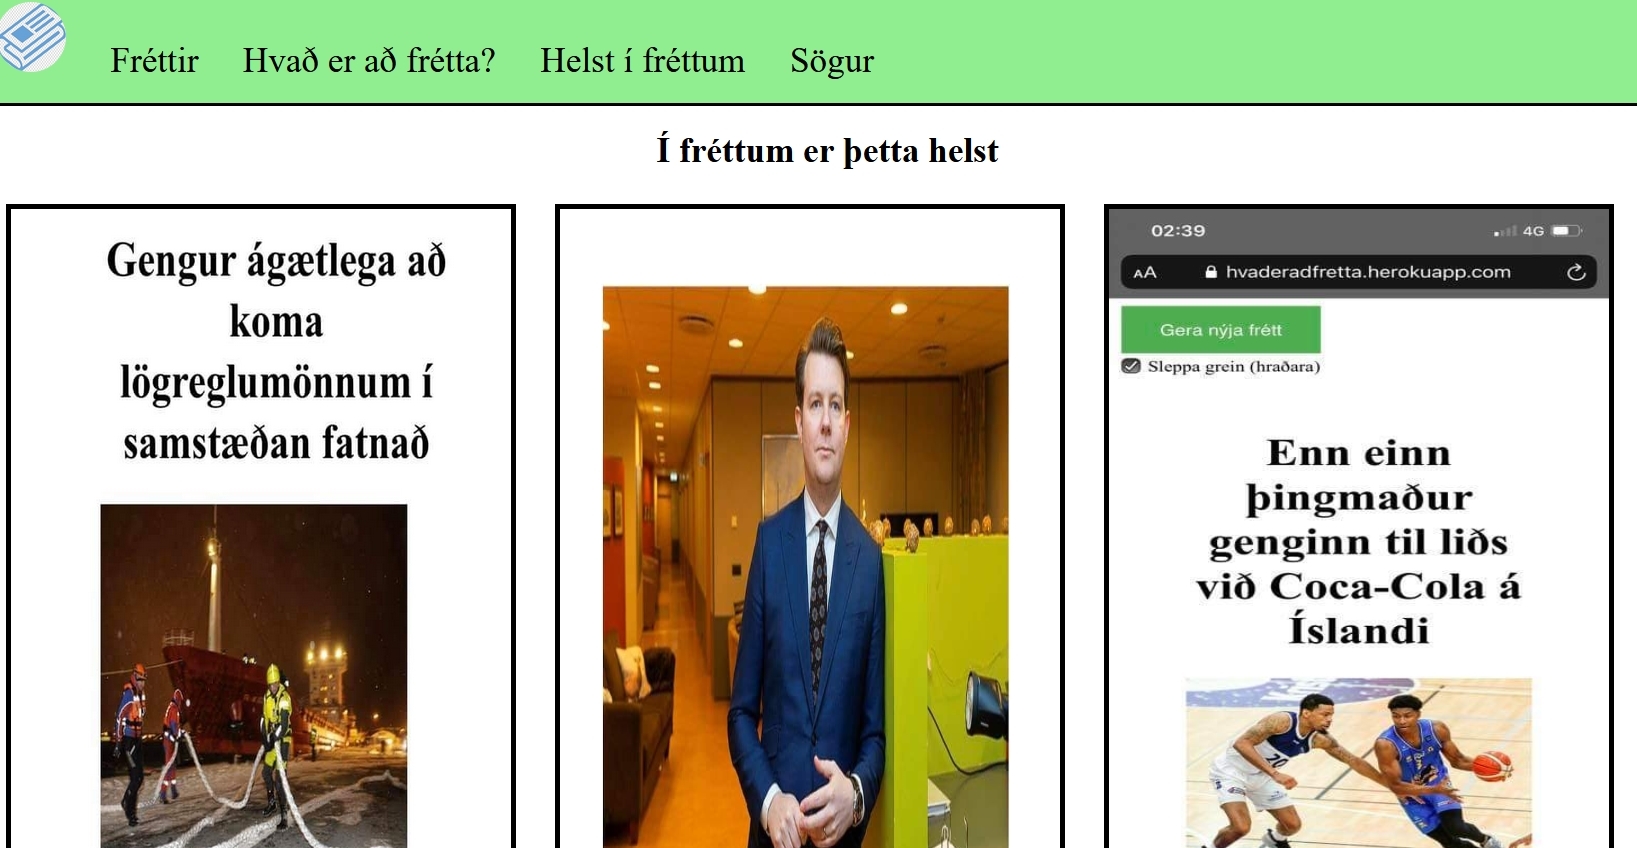 Fréttir Hvað er að frétta? Helst í fréttum Sögur
Í fréttum er þetta helst
Gengur ágætlega að
koma
lögreglumönnum í
samstæðan fatnað
02:39 4G
AA hvaderadfretta.herokuapp.com
Gera nýja frétt
Sleppa grein (hraðara)
Enn einn
þingmaður
genginn til liðs
við Coca-Cola á
Íslandi
20